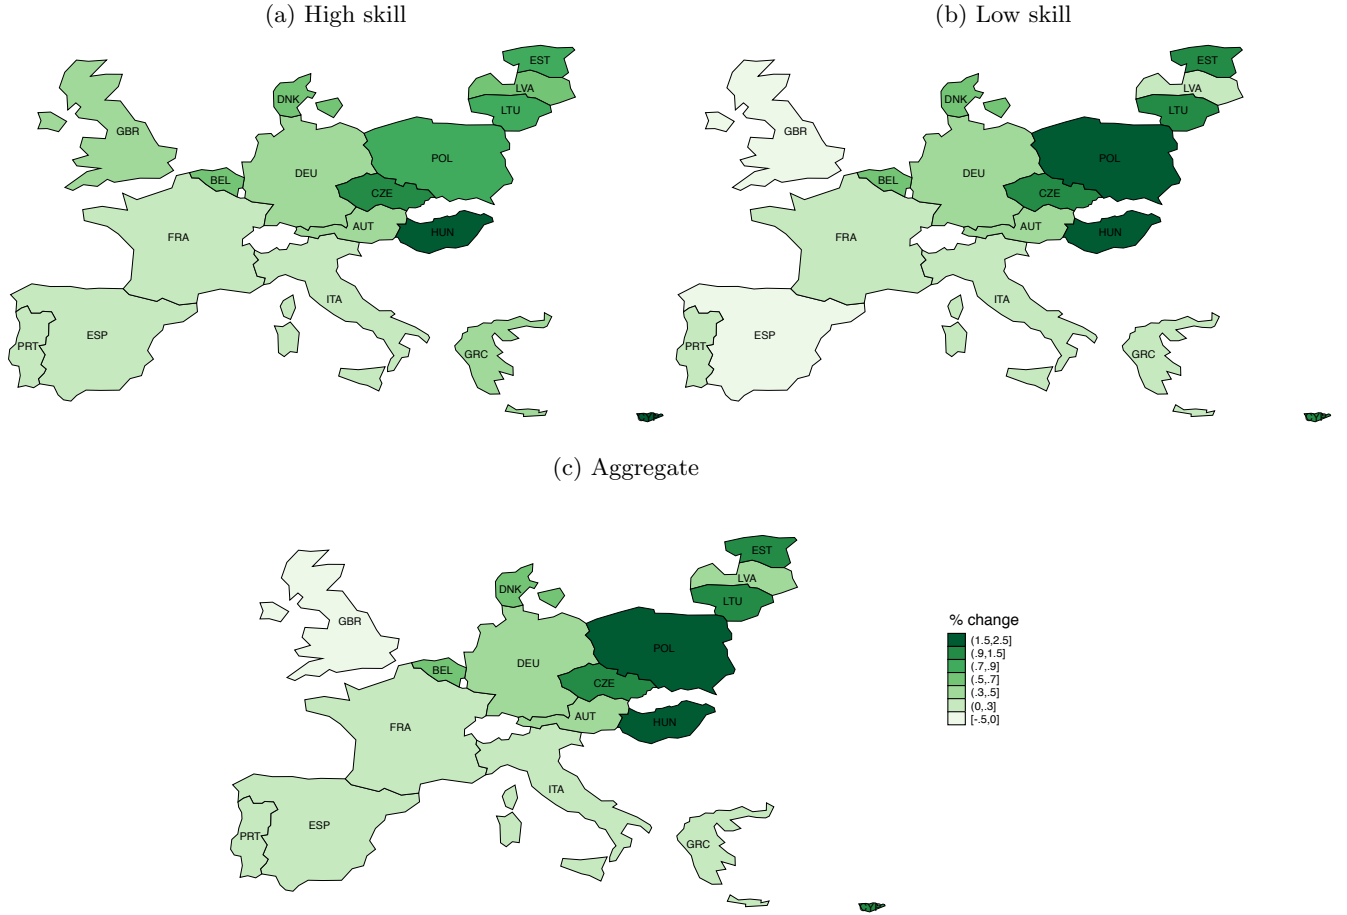 (a) High skill
(b) Low skill
EST
LVA
LTU
DNK
GBR
POL
DEU
BEL
CZE
AUT
HUN
FRA
ITA
ESP
PRT
GRC
EST
LVA
LTU
DNK
GBR
POL
DEU
BEL
CZE
AUT
HUN
FRA
ITA
ESP
PRT
GRC
(c) Aggregate
EST
LVA
LTU
DNK
GBR
POL
DEU
BEL
CZE
AUT
HUN
FRA
ITA
ESP
PRT
GRC
% change
(1.5,2.5]
(.9,1.5]
(.7,.9]
(.5,.7]
(.3,.5]
(0,.3]
[-.5,0]